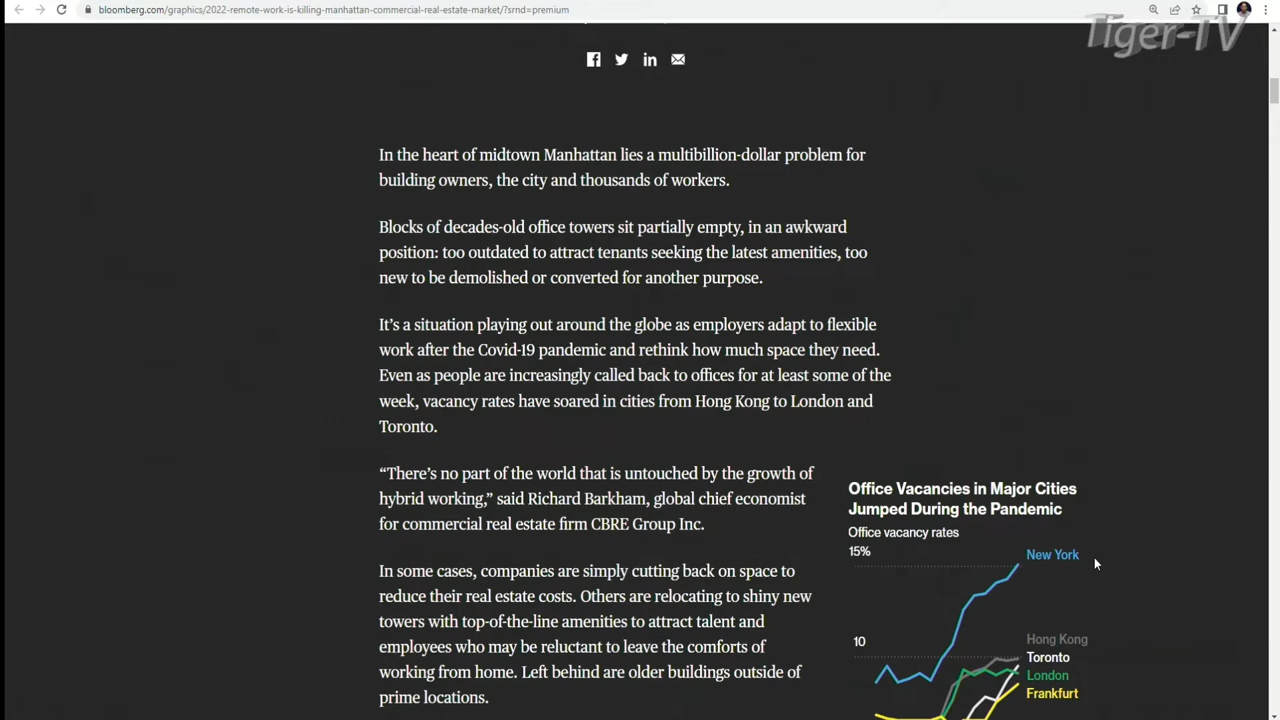 bloomberg.com/graphics/2022-remote-work-is-killing-manhattan-commercial-real-estate-market/?srnd=premium
Tiger-TV
In the heart of midtown Manhattan lies a multibillion-dollar problem for
building owners, the city and thousands of workers.
Blocks of decades-old office towers sit partially empty, in an awkward
position: too outdated to attract tenants seeking the latest amenities, too
new to be demolished or converted for another purpose.
It’s a situation playing out around the globe as employers adapt to flexible
work after the Covid-19 pandemic and rethink how much space they need.
Even as people are increasingly called back to offices for at least some of the
week, vacancy rates have soared in cities from Hong Kong to London and
Toronto.
“There’s no part of the world that is untouched by the growth of
hybrid working,” said Richard Barkham, global chief economist
for commercial real estate firm CBRE Group Inc.
In some cases, companies are simply cutting back on space to
reduce their real estate costs. Others are relocating to shiny new
towers with top-of-the-line amenities to attract talent and
employees who may be reluctant to leave the comforts of
working from home. Left behind are older buildings outside of
prime locations.
Office Vacancies in Major Cities
Jumped During the Pandemic
Office vacancy rates
15%
New York
10
Hong Kong
Toronto
London
Frankfurt